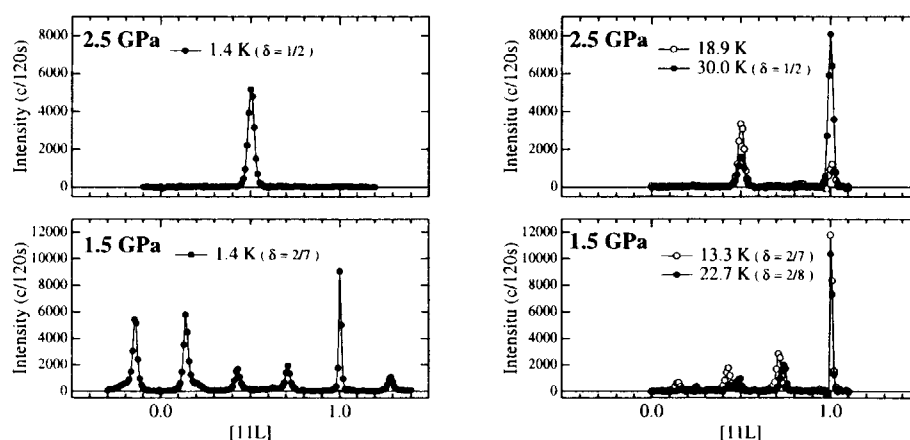 2.5 GPa
1.4 K ( δ = 1/2 )
Intensity (c/120s)
8000
6000
4000
2000
0
1.5 GPa
1.4 K ( δ = 2/7 )
Intensity (c/120s)
12000
10000
8000
6000
4000
2000
0
0.0 1.0
[11L]
2.5 GPa
18.9 K
30.0 K ( δ = 1/2 )
Intensitu (c/120s)
8000
6000
4000
2000
0
1.5 GPa
13.3 K ( δ = 2/7 )
22.7 K ( δ = 2/8 )
Intensitu (c/120s)
12000
10000
8000
6000
4000
2000
0
0.0 1.0
[11L]